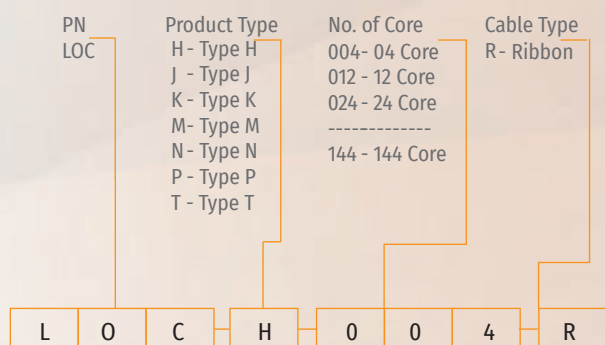 PN
LOC
Product Type
H - Type H
J - Type J
K - Type K
M- Type M
N - Type N
P - Type P
T - Type T
No. of Core
004- 04 Core
012 - 12 Core
024 - 24 Core
-------------
144 - 144 Core
Cable Type
R - Ribbon
L O C H 0 0 4 R